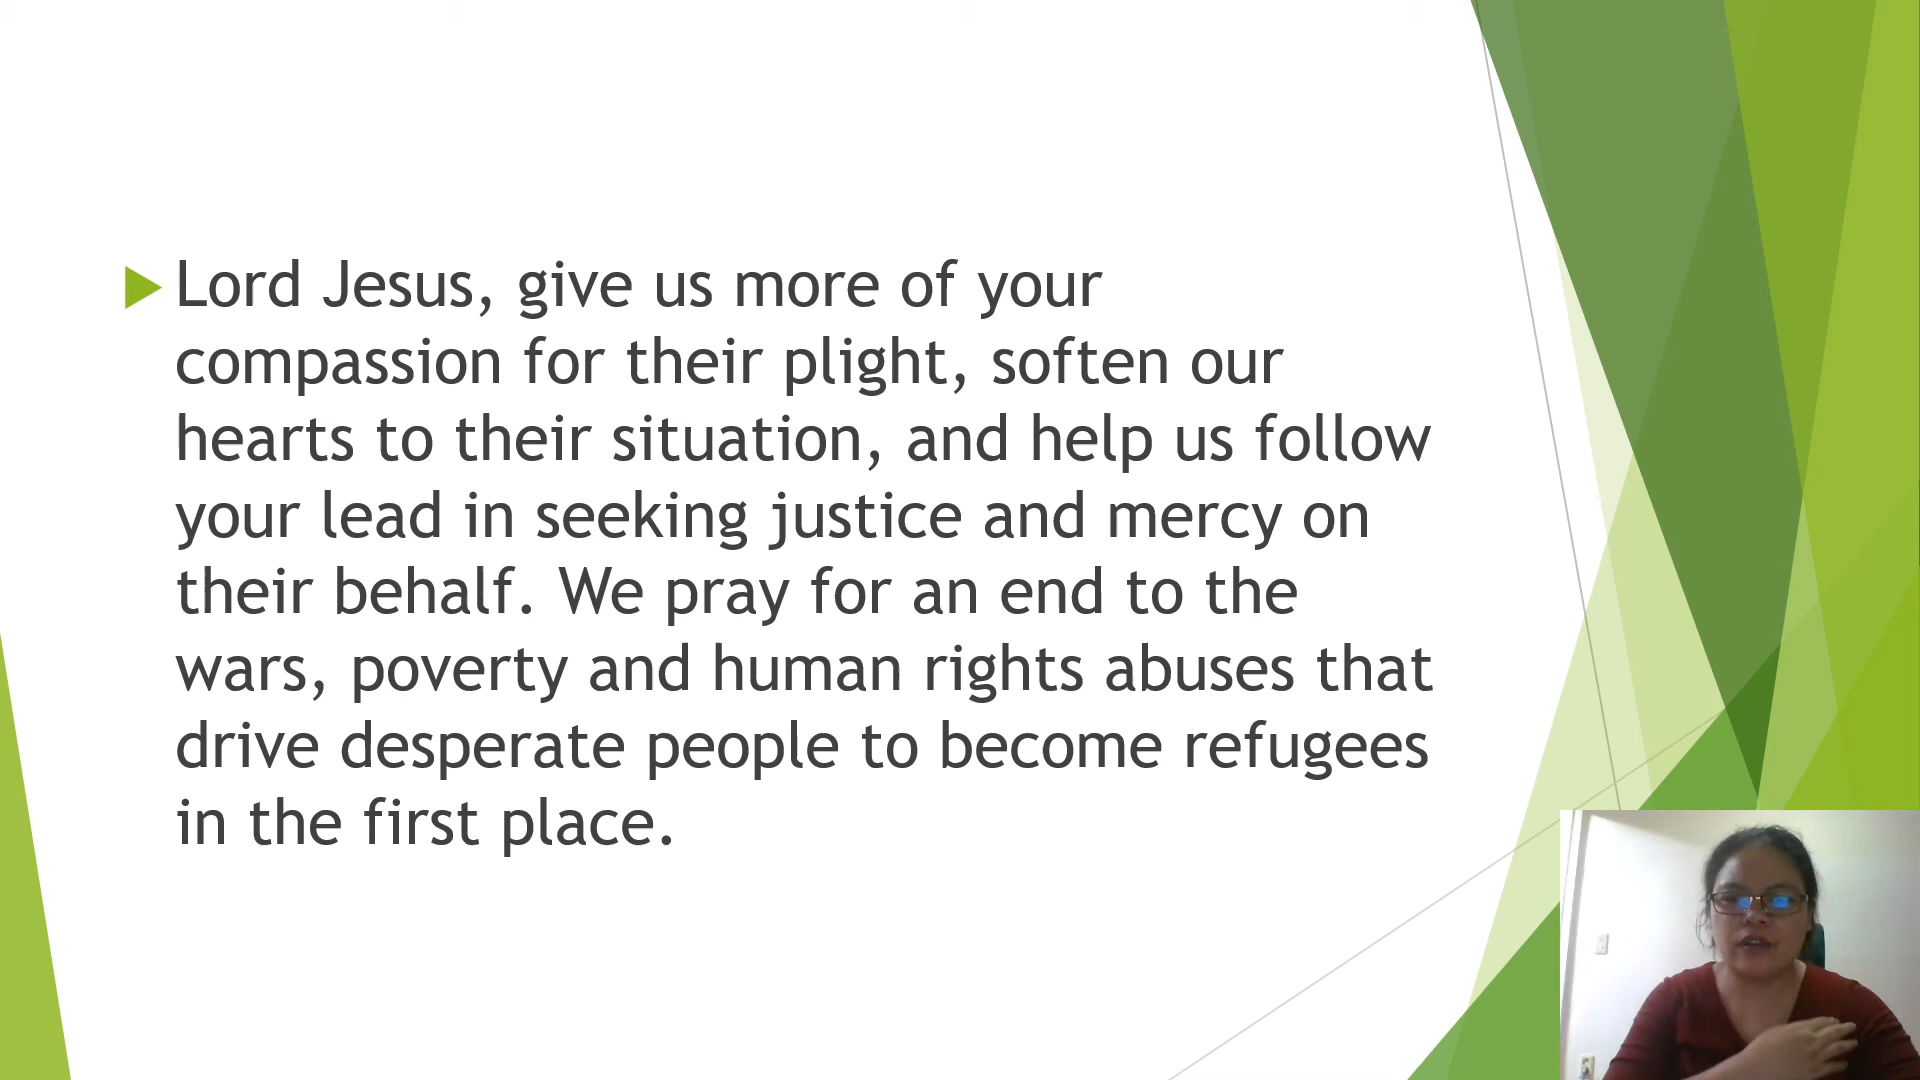 Lord Jesus, give us more of your
compassion for their plight, soften our
hearts to their situation, and help us follow
your lead in seeking justice and mercy on
their behalf. We pray for an end to the
wars, poverty and human rights abuses that
drive desperate people to become refugees
in the first place.